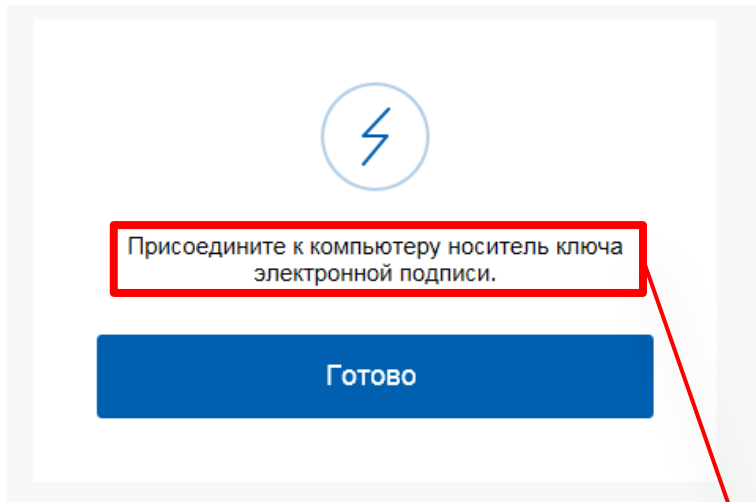 Присоедините к компьютеру носитель ключа
электронной подписи.
Готово